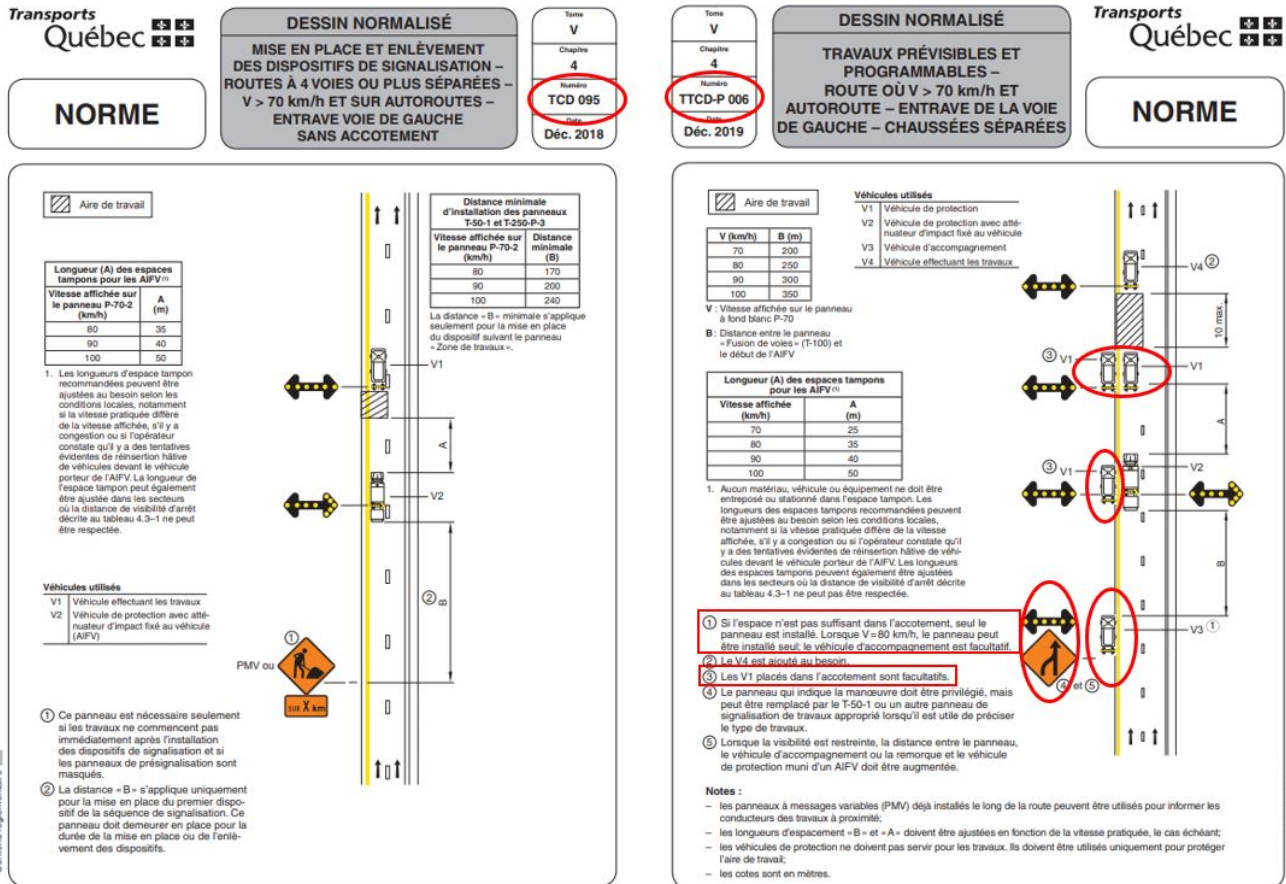 Transports
Québec
NORME
DESSIN NORMALISÉ
MISE EN PLACE ET ENLÈVEMENT
DES DISPOSITIFS DE SIGNALISATION –
ROUTES À 4 VOIES OU PLUS SÉPARÉES –
V > 70 km/h ET SUR AUTOROUTES –
ENTRAVE VOIE DE GAUCHE
SANS ACCOTEMENT
Tome
V
Chapitre
4
Numéro
TCD 095
Date
Déc. 2018
Aire de travail
Longueur (A) des espaces
tampons pour les AIFV(1)
Vitesse affichée sur
le panneau P-70-2
(km/h)
A
(m)
80 35
90 40
100 50
1. Les longueurs d'espace tampon
recommandées peuvent être
ajustées au besoin selon les
conditions locales, notamment
si la vitesse pratiquée diffère
de la vitesse affichée, s'il y a
congestion ou si l'opérateur
constate qu'il y a des tentatives
évidentes de réinsertion hâtive
de véhicules devant le véhicule
porteur de l'AIFV. La longueur de
l'espace tampon peut également
être ajustée dans les secteurs
où la distance de visibilité d'arrêt
décrite au tableau 4.3–1 ne peut
être respectée.
Véhicules utilisés
V1 Véhicule effectuant les travaux
V2 Véhicule de protection avec atté-
nuateur d'impact fixé au véhicule
(AIFV)
Distance minimale
d'installation des panneaux
T-50-1 et T-250-P-3
Vitesse affichée sur
le panneau P-70-2
(km/h)
Distance
minimale
(B)
80 170
90 200
100 240
La distance « B » minimale s'applique
seulement pour la mise en place
du dispositif suivant le panneau
« Zone de travaux ».
V1
A
V2
2 B
1
PMV ou
SUR X km
1 Ce panneau est nécessaire seulement
si les travaux ne commencent pas
immédiatement après l'installation
des dispositifs de signalisation et si
les panneaux de présignalisation sont
masqués.
2 La distance « B » s'applique uniquement
pour la mise en place du premier dispo-
sitif de la séquence de signalisation. Ce
panneau doit demeurer en place pour la
durée de la mise en place ou de l'enlè-
vement des dispositifs.
Tome
V
Chapitre
4
Numéro
TTCD-P 006
Date
Déc. 2019
DESSIN NORMALISÉ
TRAVAUX PRÉVISIBLES ET
PROGRAMMABLES –
ROUTE OÙ V > 70 km/h ET
AUTOROUTE – ENTRAVE DE LA VOIE
DE GAUCHE – CHAUSSÉES SÉPARÉES
Transports
Québec
NORME
Aire de travail
V (km/h) B (m)
70 200
80 250
90 300
100 350
V : Vitesse affichée sur le panneau
à fond blanc P-70
B : Distance entre le panneau
« Fusion de voies » (T-100) et
le début de l'AIFV
Véhicules utilisés
V1 Véhicule de protection
V2 Véhicule de protection avec atté-
nuateur d'impact fixé au véhicule
V3 Véhicule d'accompagnement
V4 Véhicule effectuant les travaux
Longueur (A) des espaces tampons
pour les AIFV(1)
Vitesse affichée
(km/h)
A
(m)
70 25
80 35
90 40
100 50
1. Aucun matériau, véhicule ou équipement ne doit être
entreposé ou stationné dans l'espace tampon. Les
longueurs des espaces tampons recommandées peuvent
être ajustées au besoin selon les conditions locales,
notamment si la vitesse pratiquée diffère de la vitesse
affichée, s'il y a congestion ou si l'opérateur constate qu'il
y a des tentatives évidentes de réinsertion hâtive de véhi-
cules devant le véhicule porteur de l'AIFV. Les longueurs
des espaces tampons peuvent également être ajustées
dans les secteurs où la distance de visibilité d'arrêt décrite
au tableau 4.3–1 ne peut pas être respectée.
V4 2
10 max.
3 V1
V1
A
3 V1
V2
B
V3 1
4 et 5
1 Si l'espace n'est pas suffisant dans l'accotement, seul le
panneau est installé. Lorsque V = 80 km/h, le panneau peut
être installé seul; le véhicule d'accompagnement est facultatif.
2 Le V4 est ajouté au besoin.
3 Les V1 placés dans l'accotement sont facultatifs.
4 Le panneau qui indique la manœuvre doit être privilégié, mais
peut être remplacé par le T-50-1 ou un autre panneau de
signalisation de travaux approprié lorsqu'il est utile de préciser
le type de travaux.
5 Lorsque la visibilité est restreinte, la distance entre le panneau,
le véhicule d'accompagnement ou la remorque et le véhicule
de protection muni d'un AIFV doit être augmentée.
Notes :
– les panneaux à messages variables (PMV) déjà installés le long de la route peuvent être utilisés pour informer les
conducteurs des travaux à proximité;
– les longueurs d'espacement « B » et « A » doivent être ajustées en fonction de la vitesse pratiquée, le cas échéant;
– les véhicules de protection ne doivent pas servir pour les travaux. Ils doivent être utilisés uniquement pour protéger
l'aire de travail;
– les cotes sont en mètres.